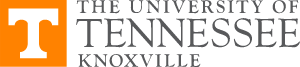 T
THE UNIVERSITY OF
TENNESSEE
KNOXVILLE